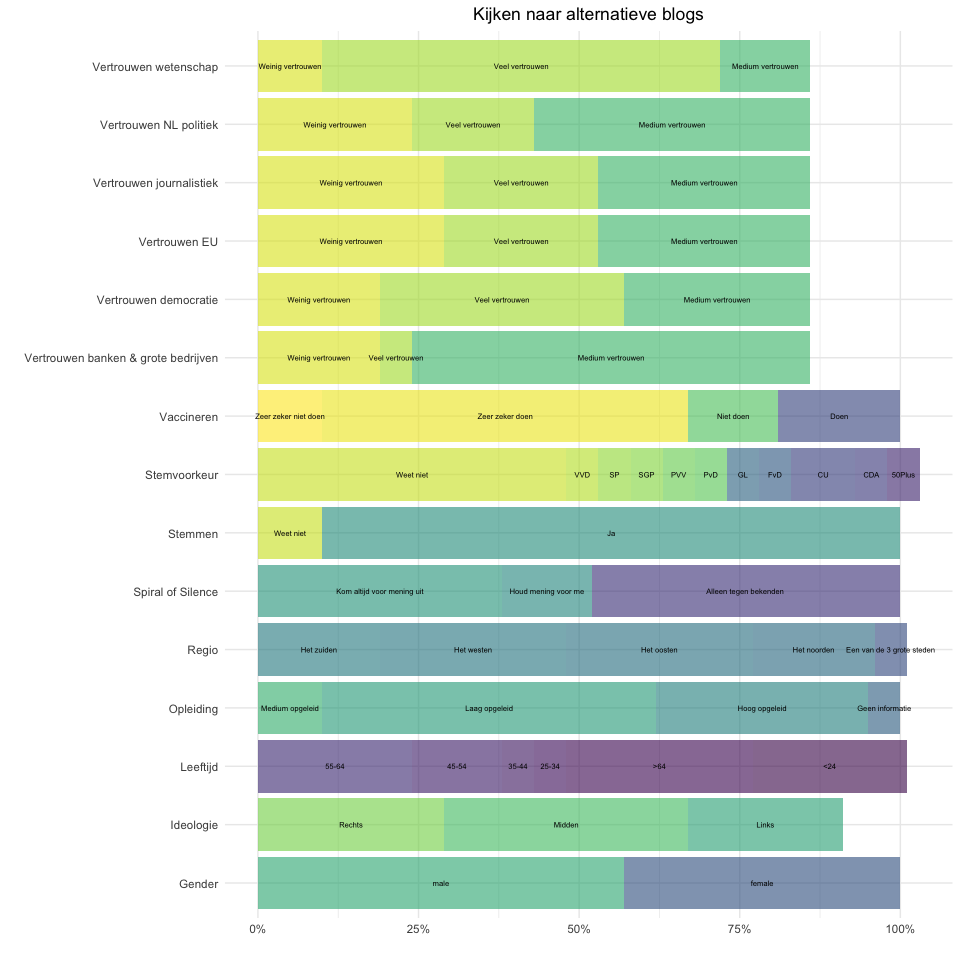 Kijken naar alternatieve blogs
Vertrouwen wetenschap Weinig vertrouwen Veel vertrouwen Medium vertrouwen
Vertrouwen NL politiek Weinig vertrouwen Veel vertrouwen Medium vertrouwen
Vertrouwen journalistiek Weinig vertrouwen Veel vertrouwen Medium vertrouwen
Vertrouwen EU Weinig vertrouwen Veel vertrouwen Medium vertrouwen
Vertrouwen democratie Weinig vertrouwen Veel vertrouwen Medium vertrouwen
Vertrouwen banken & grote bedrijven Weinig vertrouwen Veel vertrouwen Medium vertrouwen
Vaccineren Zeer zeker niet doen Zeer zeker doen Niet doen Doen
Stemvoorkeur Weet niet VVD SP SGP PVV PvD GL FvD CU CDA 50Plus
Stemmen Weet niet Ja
Spiral of Silence Kom altijd voor mening uit Houd mening voor me Alleen tegen bekenden
Regio Het zuiden Het westen Het oosten Het noorden Een van de 3 grote steden
Opleiding Medium opgeleid Laag opgeleid Hoog opgeleid Geen informatie
Leeftijd 55-64 45-54 35-44 25-34 >64 <24
Ideologie Rechts Midden Links
Gender male female
0% 25% 50% 75% 100%